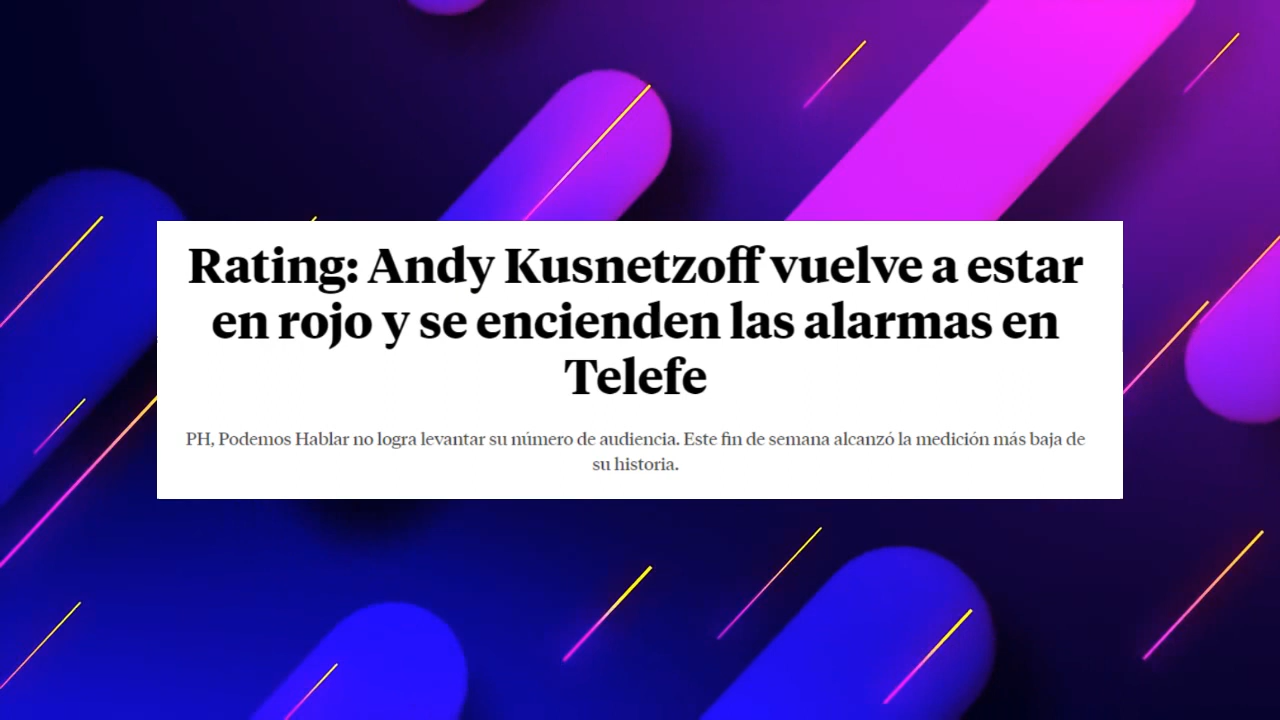 Rating: Andy Kusnetzoff vuelve a estar
en rojo y se encienden las alarmas en
Telefe
PH, Podemos Hablar no logra levantar su número de audiencia. Este fin de semana alcanzó la medición más baja de
su historia.